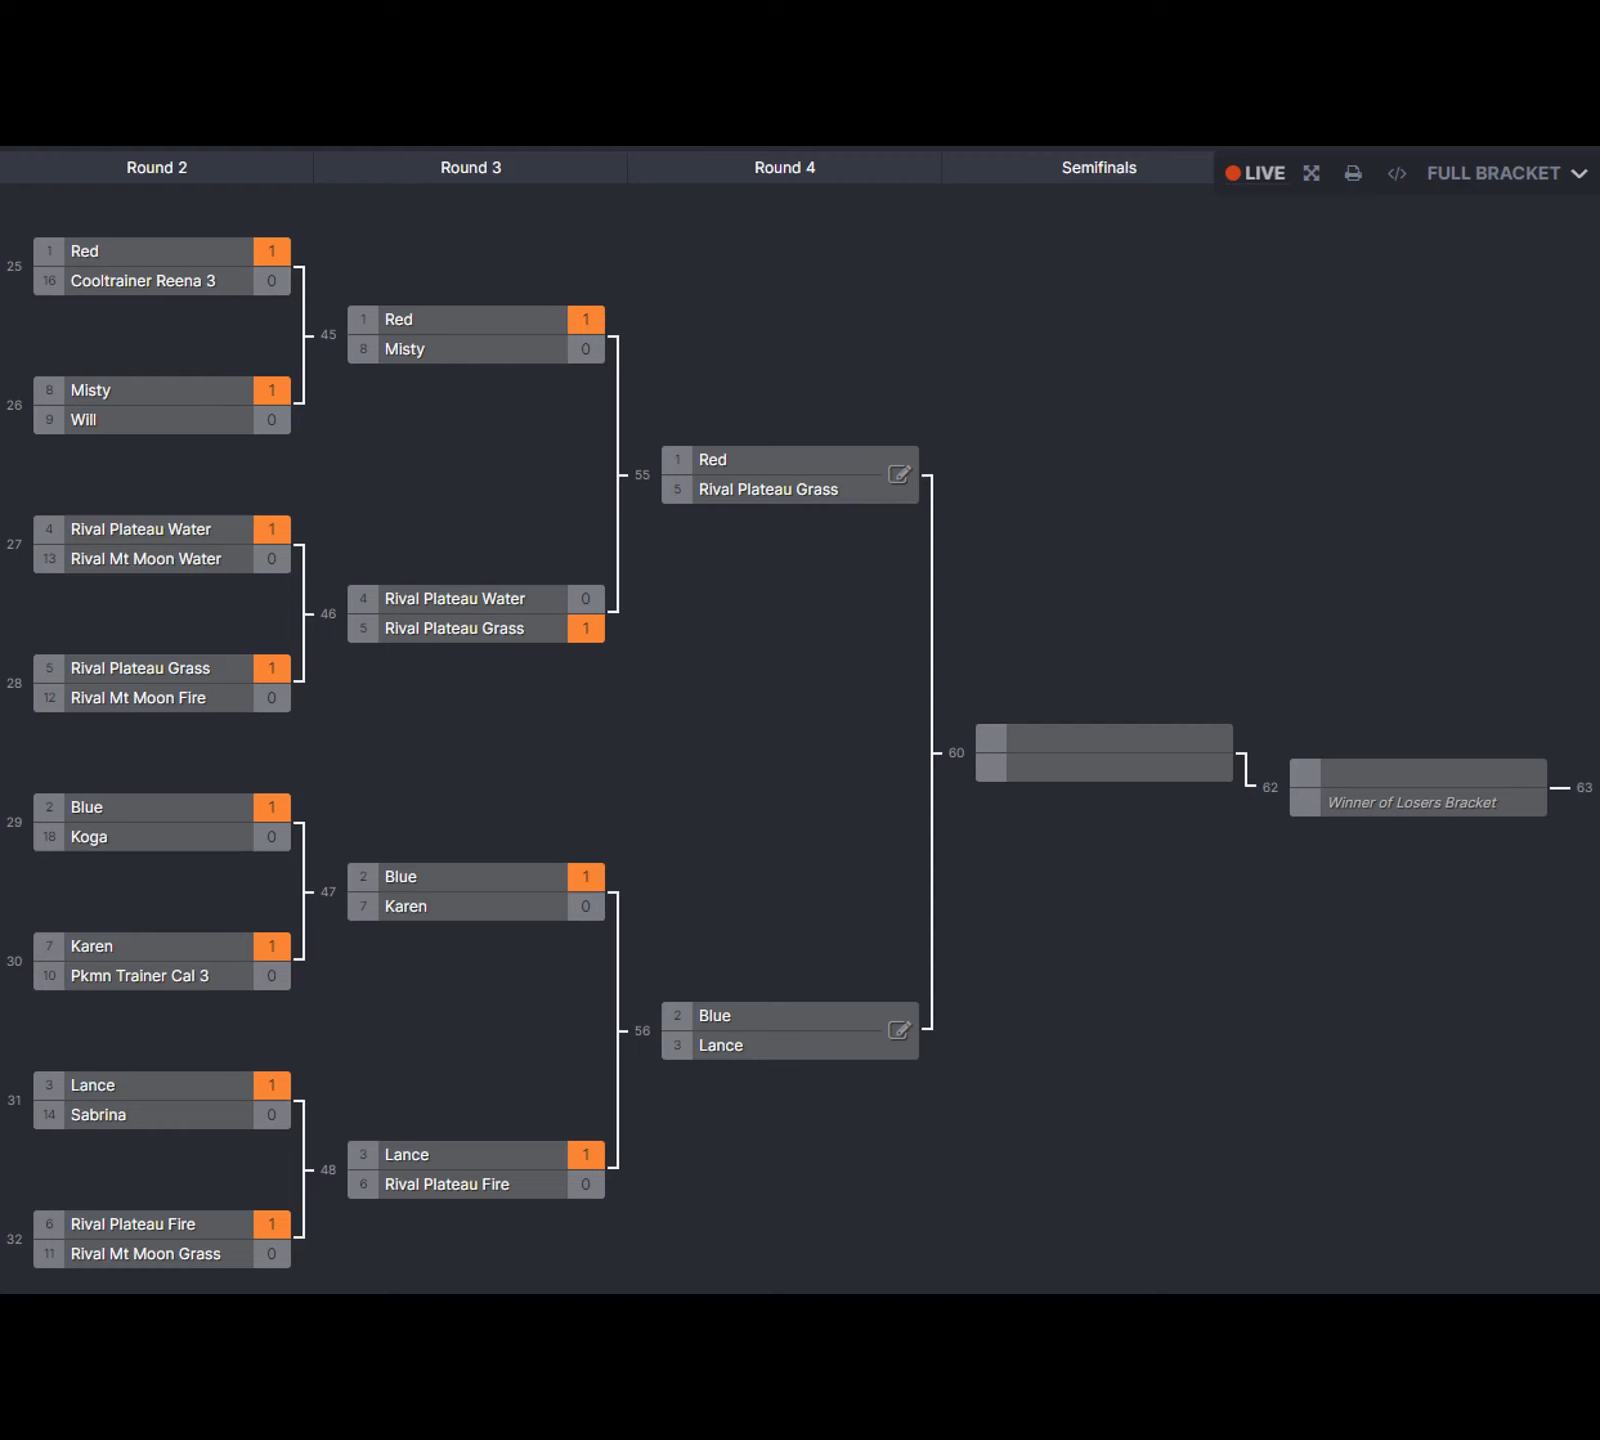 Round 2
Round 3
Round 4
Semifinals
LIVE
</>
FULL BRACKET
25
1 Red 1
16 Cooltrainer Reena 3 0
26
8 Misty 1
9 Will 0
27
4 Rival Plateau Water 1
13 Rival Mt Moon Water 0
28
5 Rival Plateau Grass 1
12 Rival Mt Moon Fire 0
29
2 Blue 1
18 Koga 0
30
7 Karen 1
10 Pkmn Trainer Cal 3 0
31
3 Lance 1
14 Sabrina 0
32
6 Rival Plateau Fire 1
11 Rival Mt Moon Grass 0
45
1 Red 1
8 Misty 0
46
4 Rival Plateau Water 0
5 Rival Plateau Grass 1
47
2 Blue 1
7 Karen 0
48
3 Lance 1
6 Rival Plateau Fire 0
55
1 Red
5 Rival Plateau Grass
56
2 Blue
3 Lance
60
62
Winner of Losers Bracket
63